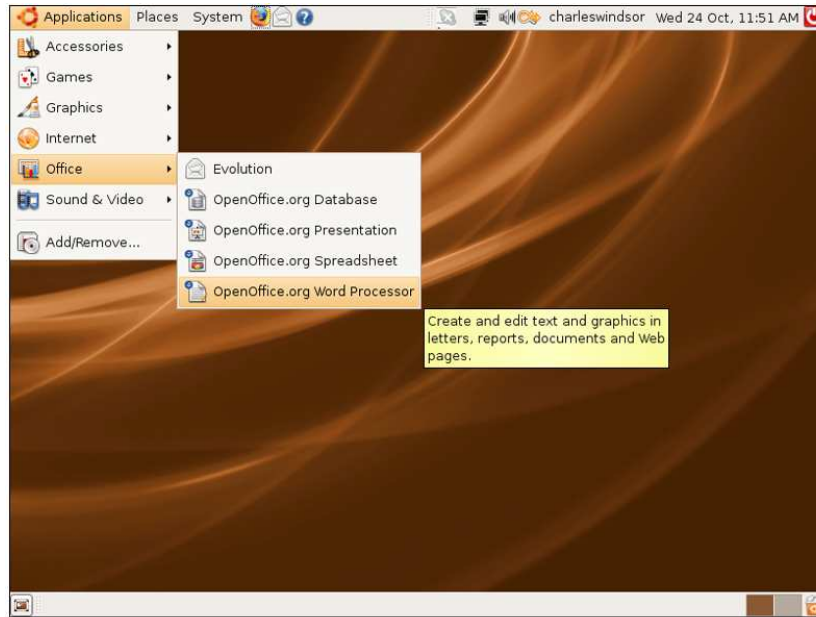 Applications Places System charleswindsor Wed 24 Oct, 11:51 AM
Accessories
Games
Graphics
Internet
Office
Sound & Video
Add/Remove...
Evolution
OpenOffice.org Database
OpenOffice.org Presentation
OpenOffice.org Spreadsheet
OpenOffice.org Word Processor
Create and edit text and graphics in
letters, reports, documents and Web
pages.